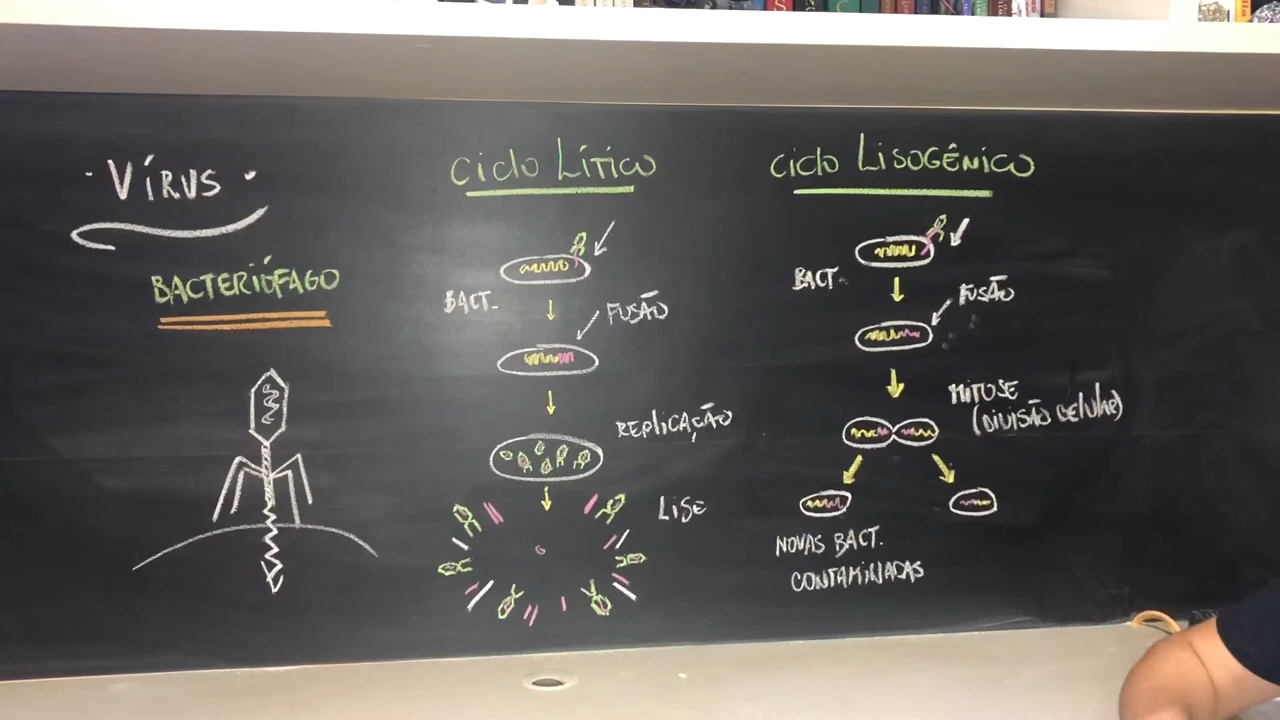 · VÍRUS ·
BACTERIÓFAGO
CICLO LÍTICO
BACT.
FUSÃO
REPLICAÇÃO
LISE
CICLO LISOGÊNICO
BACT.
FUSÃO
MITOSE
(DIVISÃO CELULAR)
NOVAS BACT.
CONTAMINADAS